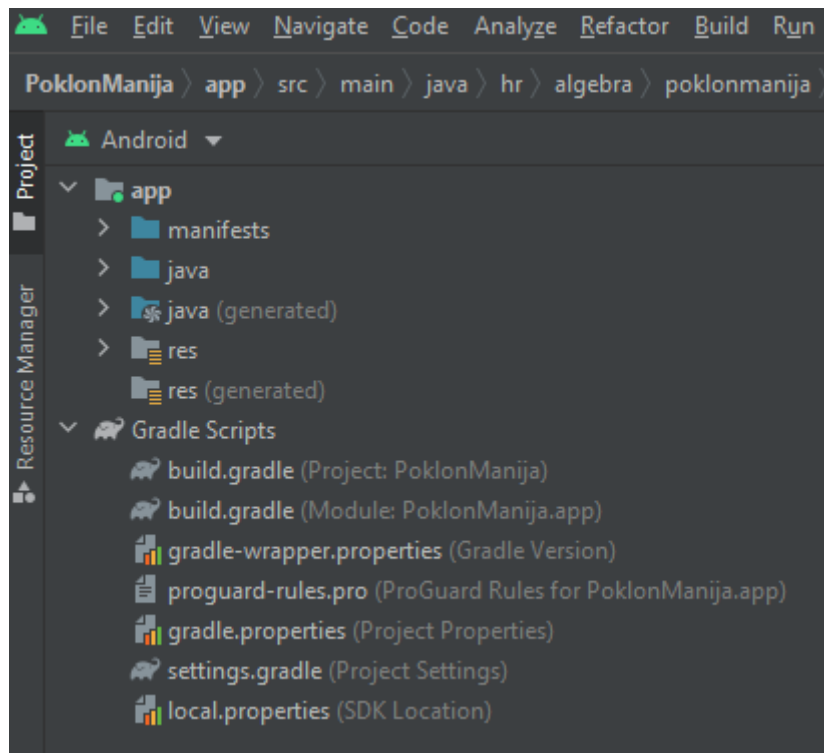 File Edit View Navigate Code Analyze Refactor Build Run
PoklonManija 〉 app 〉 src 〉 main 〉 java 〉 hr 〉 algebra 〉 poklonmanija
Project
Resource Manager
Android
app
manifests
java
java (generated)
res
res (generated)
Gradle Scripts
build.gradle (Project: PoklonManija)
build.gradle (Module: PoklonManija.app)
gradle-wrapper.properties (Gradle Version)
proguard-rules.pro (ProGuard Rules for PoklonManija.app)
gradle.properties (Project Properties)
settings.gradle (Project Settings)
local.properties (SDK Location)